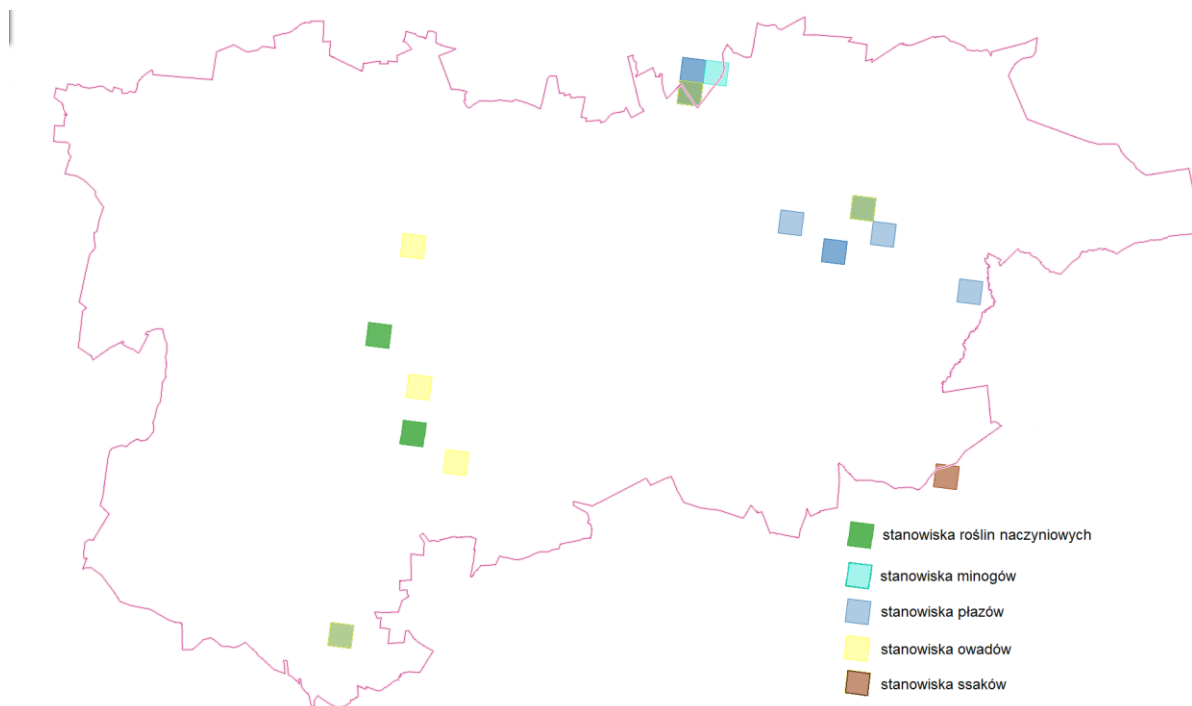 stanowiska roślin naczyniowych
stanowiska minogów
stanowiska płazów
stanowiska owadów
stanowiska ssaków